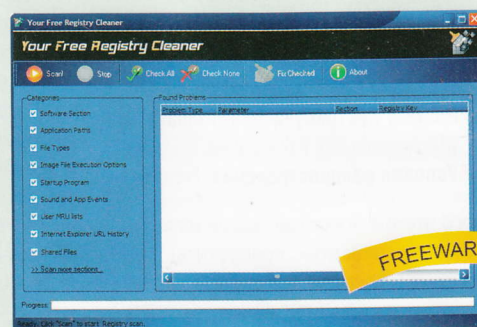 Your Free Registry Cleaner
Your Free Registry Cleaner
Scan! Stop Check All Check None Fix Checked About
Categories
Software Section
Application Paths
File Types
Image File Execution Options
Startup Program
Sound and App Events
User MRU lists
Internet Explorer URL History
Shared Files
>> Scan more sections...
Found Problems
Problem Type Parameter Section Registry Key
FREEWAR
Progress:
Ready. Click "Scan" to start Registry scan.